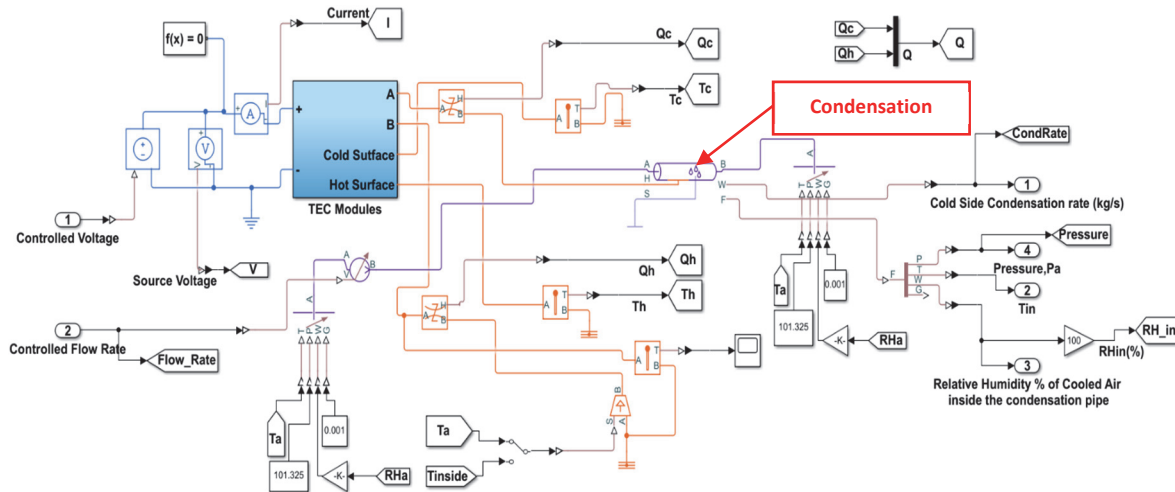 Current
I
f(x) = 0
Qc
Qc
Tc
Tc
Qc
Qh
Q
Q
A
I
V
V
+
-
A
B
Cold Sutface
Hot Surface
TEC Modules
A
H
B
A
T
B
Condensation
CondRate
1
Cold Side Condensation rate (kg/s)
A
H
S
B
W
F
A
T
P
W
G
Ta
101.325
0.001
-K-
RHa
Pressure
4
Pressure,Pa
F
P
T
W
G
2
Tin
100
RHin(%)
RH_in
3
Relative Humidity % of Cooled Air
inside the condensation pipe
1
Controlled Voltage
Source Voltage
V
2
Controlled Flow Rate
Flow_Rate
A
V
B
A
T
P
W
G
Ta
101.325
0.001
-K-
RHa
Qh
Qh
Th
Th
A
H
B
A
T
B
A
T
B
B
S
A
Ta
Tinside